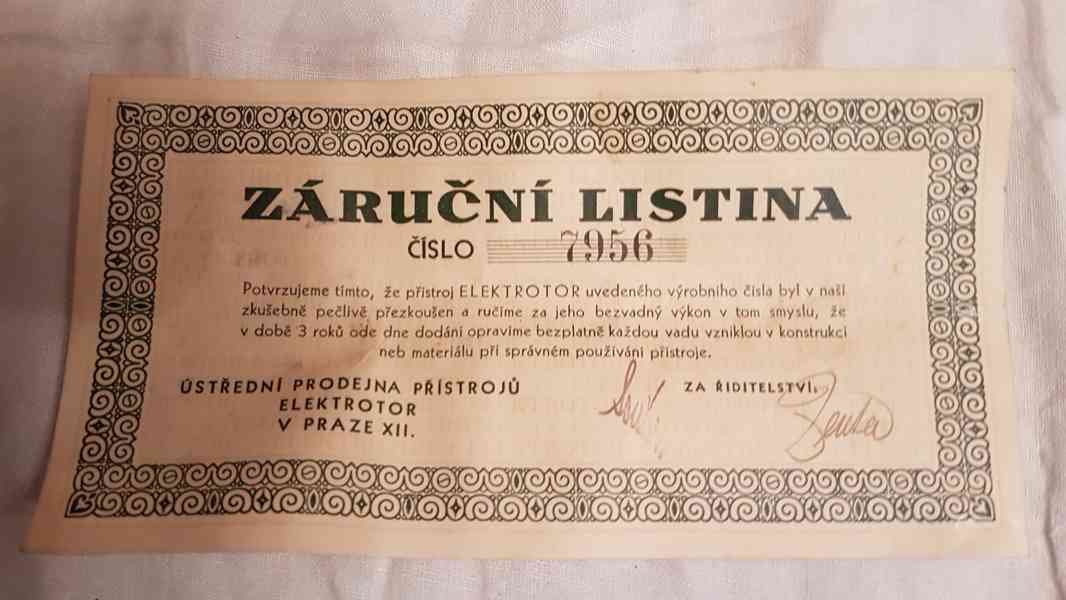 ZÁRUČNÍ LISTINA
ČÍSLO 7956
Potvrzujeme tímto, že přístroj ELEKTROTOR uvedeného výrobního čísla byl v naší
zkušebně pečlivě přezkoušen a ručíme za jeho bezvadný výkon v tom smyslu, že
v době 3 roků ode dne dodání opravíme bezplatně každou vadu vzniklou v konstrukci
neb materiálu při správném používání přístroje.
ÚSTŘEDNÍ PRODEJNA PŘÍSTROJŮ
ELEKTROTOR
V PRAZE XII.
ZA ŘIDITELSTVÍ: